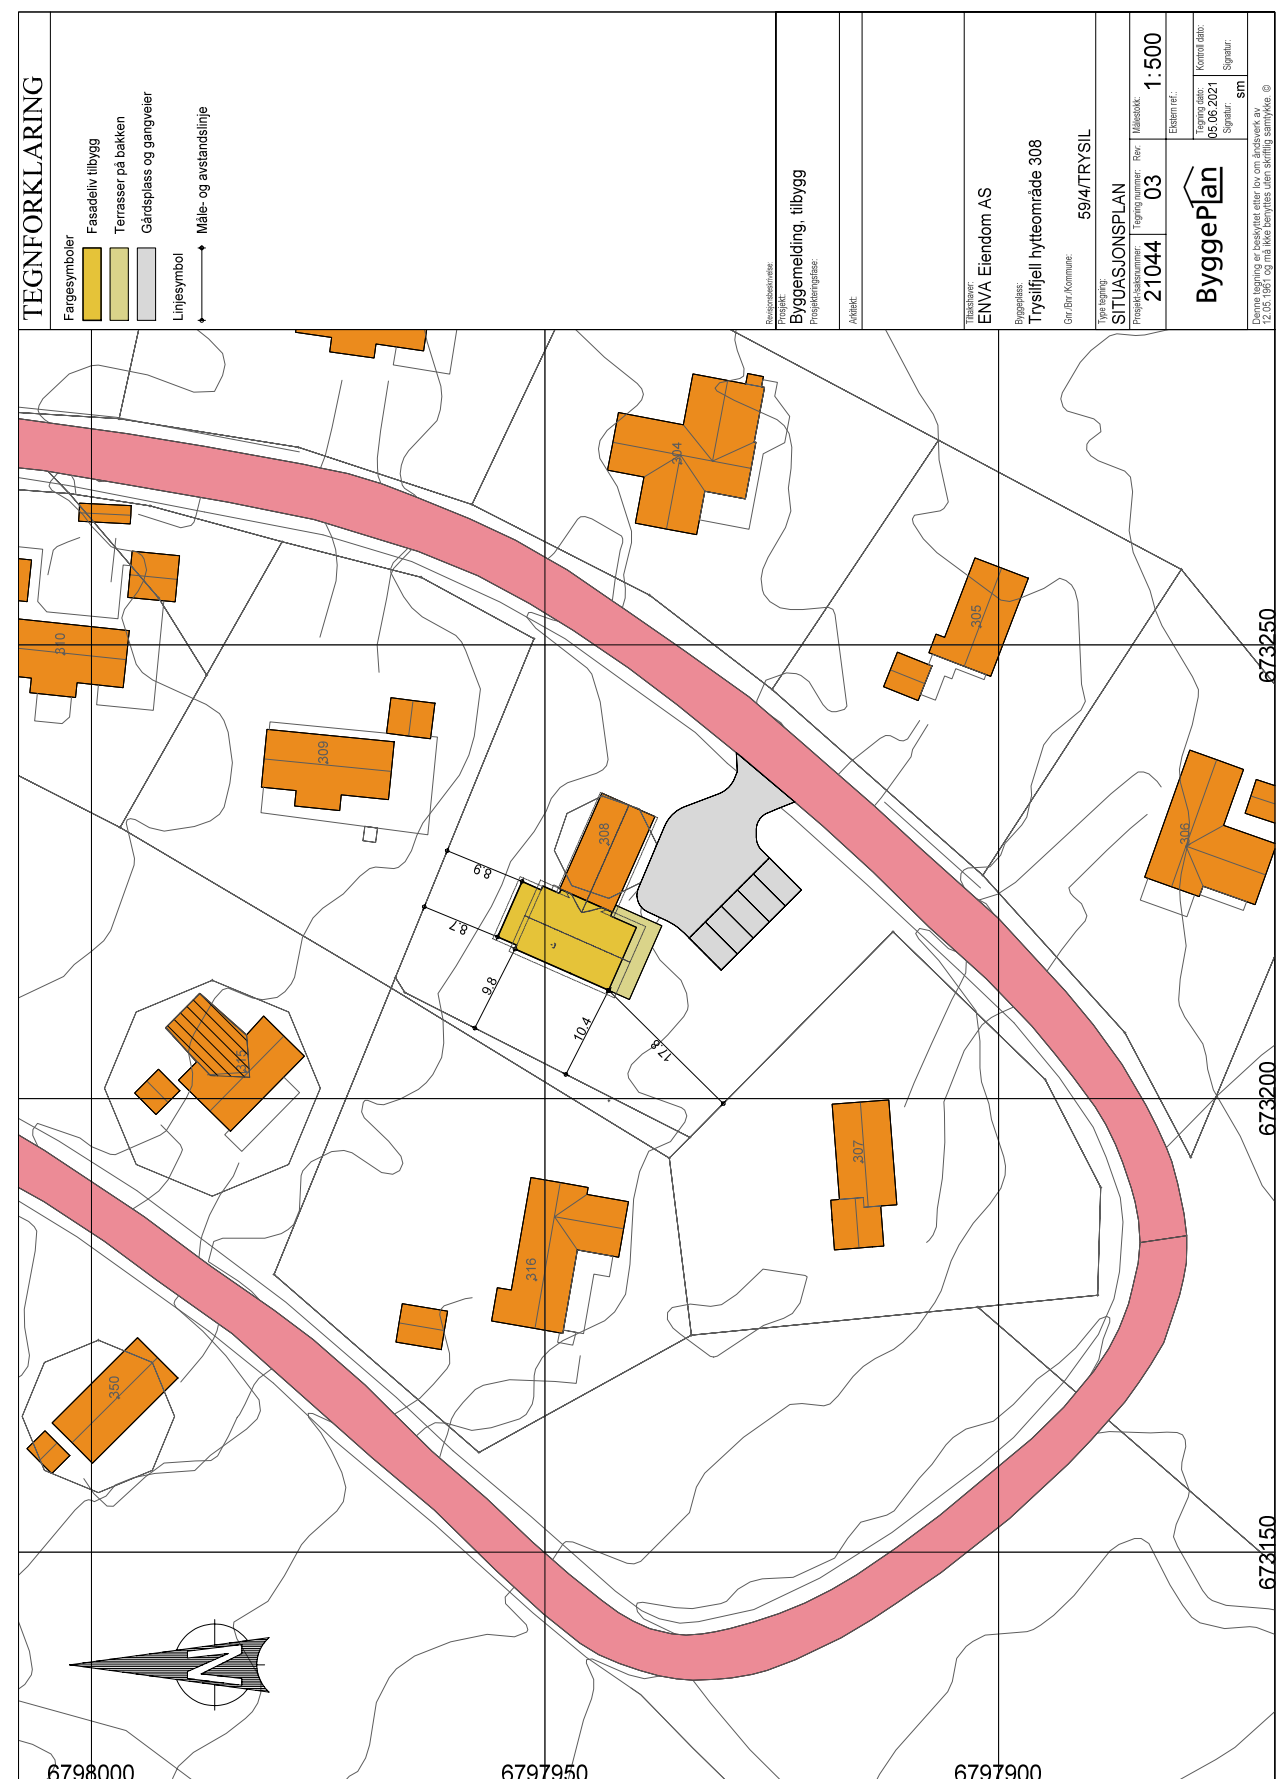 TEGNFORKLARING
Fargesymboler
Fasadeliv tilbygg
Terrasser på bakken
Gårdsplass og gangveier
Linjesymbol
Måle- og avstandslinje
Revisjonsbeskrivelse:
Prosjekt:
Byggemelding, tilbygg
Prosjekteringsfase:
Arkitekt:
Tiltakshaver:
ENVA Eiendom AS
Byggeplass:
Trysilfjell hytteområde 308
Gnr./Bnr./Kommune:
59/4/TRYSIL
Type tegning:
SITUASJONSPLAN
Prosjekt-/saksnummer:
21044
Tegning nummer:
03
Rev:
Målestokk:
1:500
Ekstern ref.:
ByggePlan
Tegning dato:
05.06.2021
Signatur:
sm
Kontroll dato:
Signatur:
Denne tegning er beskyttet etter lov om åndsverk av
12.05.1961 og må ikke benyttes uten skriftlig samtykke. ©
304
305
306
310
309
308
315
316
307
350
8.9
8.7
9.8
10.4
17.8
673250
673200
673150
N
6798000
6797950
6797900